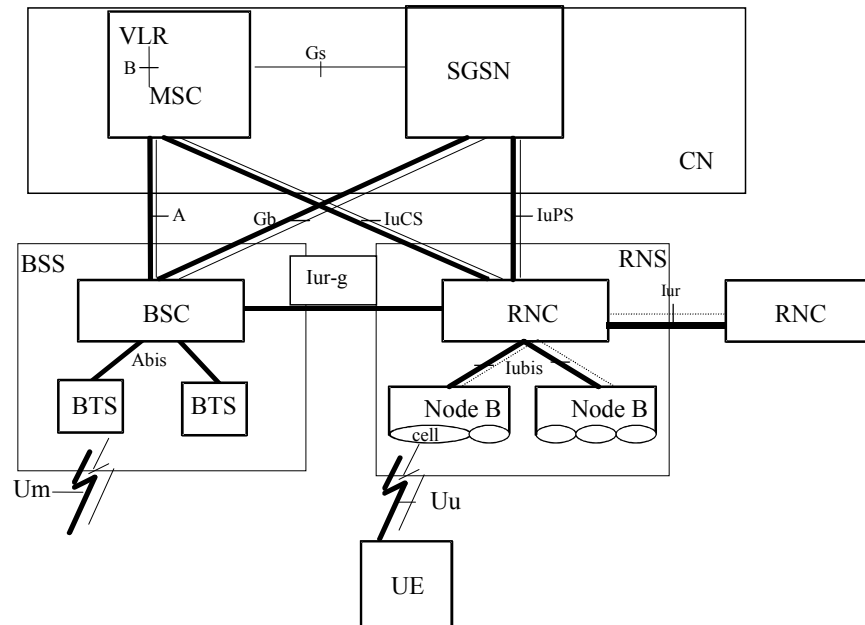 VLR
Gs
SGSN
B
MSC
CN
A
Gb
IuCS
IuPS
BSS
RNS
Iur-g
Iur
BSC
RNC
RNC
Abis
Iubis
BTS
BTS
Node B
Node B
cell
Um
Uu
UE